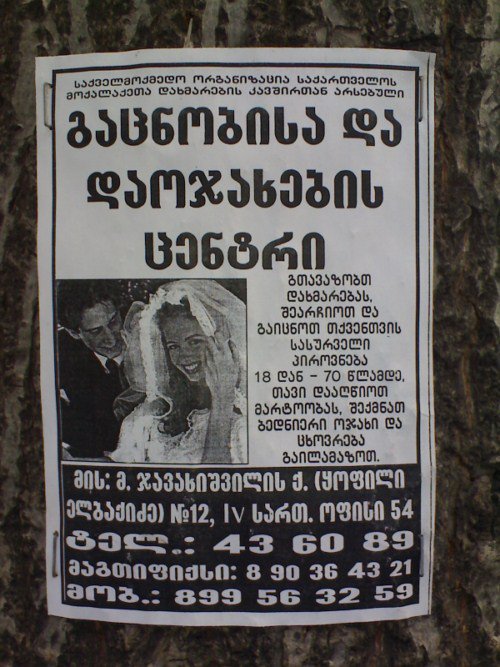 საქველმოქმედო ორგანიზაცია საქართველოს
მოქალაქეთა დახმარების კავშირთან არსებული
გაცნობისა და
დაოჯახების
ცენტრი
გთავაზობთ
დახმარებას,
შეარჩიოთ და
გაიცნოთ თქვენთვის
სასურველი
პიროვნება
18 დან - 70 წლამდე,
თავი დააღწიოთ
მარტოობას, შექმნათ
ბედნიერი ოჯახი და
ცხოვრება
გაილამაზოთ.
მის: მ. ჯავახიშვილის ქ. (ყოფილი
ელბაქიძე) №12, IV სართ. ოფისი 54
ტელ.: 43 60 89
მაგთიფიქსი: 8 90 36 43 21
მობ.: 899 56 32 59